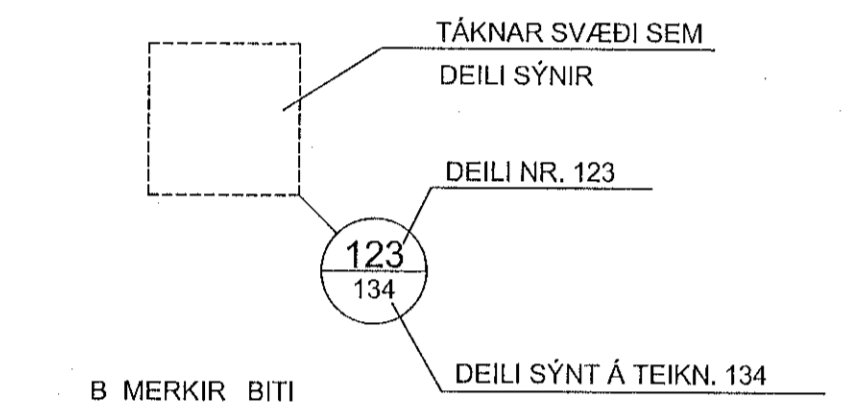 TÁKNAR SVÆÐI SEM
DEILI SÝNIR
DEILI NR. 123
123
134
DEILI SÝNT Á TEIKN. 134
B MERKIR BITI